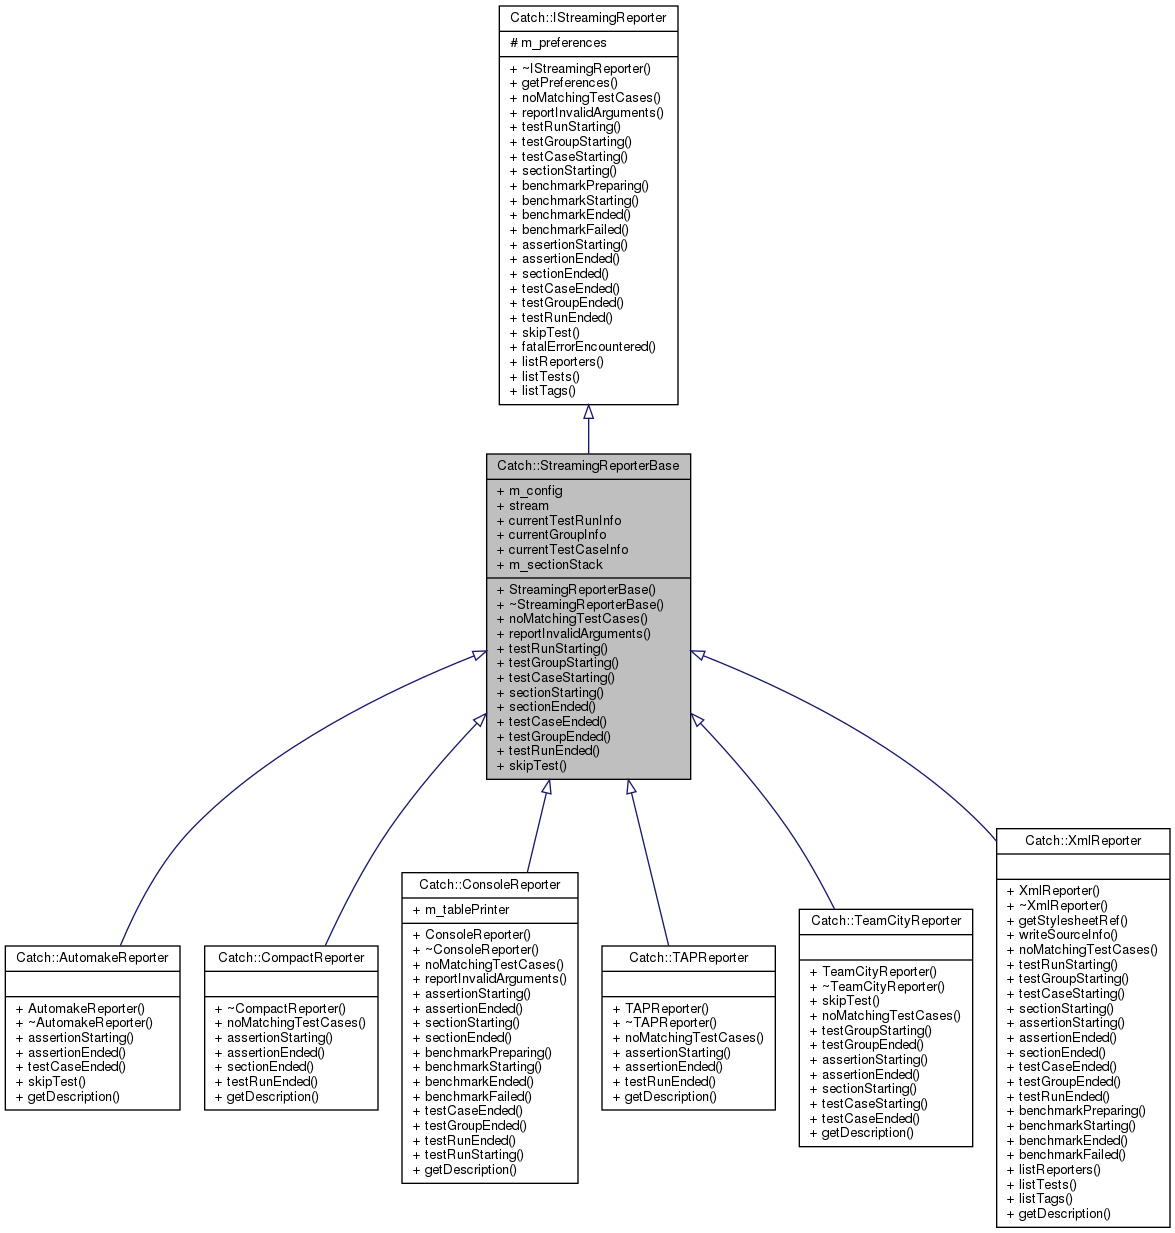 Catch::IStreamingReporter
# m_preferences
+ ~IStreamingReporter()
+ getPreferences()
+ noMatchingTestCases()
+ reportInvalidArguments()
+ testRunStarting()
+ testGroupStarting()
+ testCaseStarting()
+ sectionStarting()
+ benchmarkPreparing()
+ benchmarkStarting()
+ benchmarkEnded()
+ benchmarkFailed()
+ assertionStarting()
+ assertionEnded()
+ sectionEnded()
+ testCaseEnded()
+ testGroupEnded()
+ testRunEnded()
+ skipTest()
+ fatalErrorEncountered()
+ listReporters()
+ listTests()
+ listTags()
Catch::StreamingReporterBase
+ m_config
+ stream
+ currentTestRunInfo
+ currentGroupInfo
+ currentTestCaseInfo
+ m_sectionStack
+ StreamingReporterBase()
+ ~StreamingReporterBase()
+ noMatchingTestCases()
+ reportInvalidArguments()
+ testRunStarting()
+ testGroupStarting()
+ testCaseStarting()
+ sectionStarting()
+ sectionEnded()
+ testCaseEnded()
+ testGroupEnded()
+ testRunEnded()
+ skipTest()
Catch::AutomakeReporter
+ AutomakeReporter()
+ ~AutomakeReporter()
+ assertionStarting()
+ assertionEnded()
+ testCaseEnded()
+ skipTest()
+ getDescription()
Catch::CompactReporter
+ ~CompactReporter()
+ noMatchingTestCases()
+ assertionStarting()
+ assertionEnded()
+ sectionEnded()
+ testRunEnded()
+ getDescription()
Catch::ConsoleReporter
+ m_tablePrinter
+ ConsoleReporter()
+ ~ConsoleReporter()
+ noMatchingTestCases()
+ reportInvalidArguments()
+ assertionStarting()
+ assertionEnded()
+ sectionStarting()
+ sectionEnded()
+ benchmarkPreparing()
+ benchmarkStarting()
+ benchmarkEnded()
+ benchmarkFailed()
+ testCaseEnded()
+ testGroupEnded()
+ testRunEnded()
+ testRunStarting()
+ getDescription()
Catch::TAPReporter
+ TAPReporter()
+ ~TAPReporter()
+ noMatchingTestCases()
+ assertionStarting()
+ assertionEnded()
+ testRunEnded()
+ getDescription()
Catch::TeamCityReporter
+ TeamCityReporter()
+ ~TeamCityReporter()
+ skipTest()
+ noMatchingTestCases()
+ testGroupStarting()
+ testGroupEnded()
+ assertionStarting()
+ assertionEnded()
+ sectionStarting()
+ testCaseStarting()
+ testCaseEnded()
+ getDescription()
Catch::XmlReporter
+ XmlReporter()
+ ~XmlReporter()
+ getStylesheetRef()
+ writeSourceInfo()
+ noMatchingTestCases()
+ testRunStarting()
+ testGroupStarting()
+ testCaseStarting()
+ sectionStarting()
+ assertionStarting()
+ assertionEnded()
+ sectionEnded()
+ testCaseEnded()
+ testGroupEnded()
+ testRunEnded()
+ benchmarkPreparing()
+ benchmarkStarting()
+ benchmarkEnded()
+ benchmarkFailed()
+ listReporters()
+ listTests()
+ listTags()
+ getDescription()